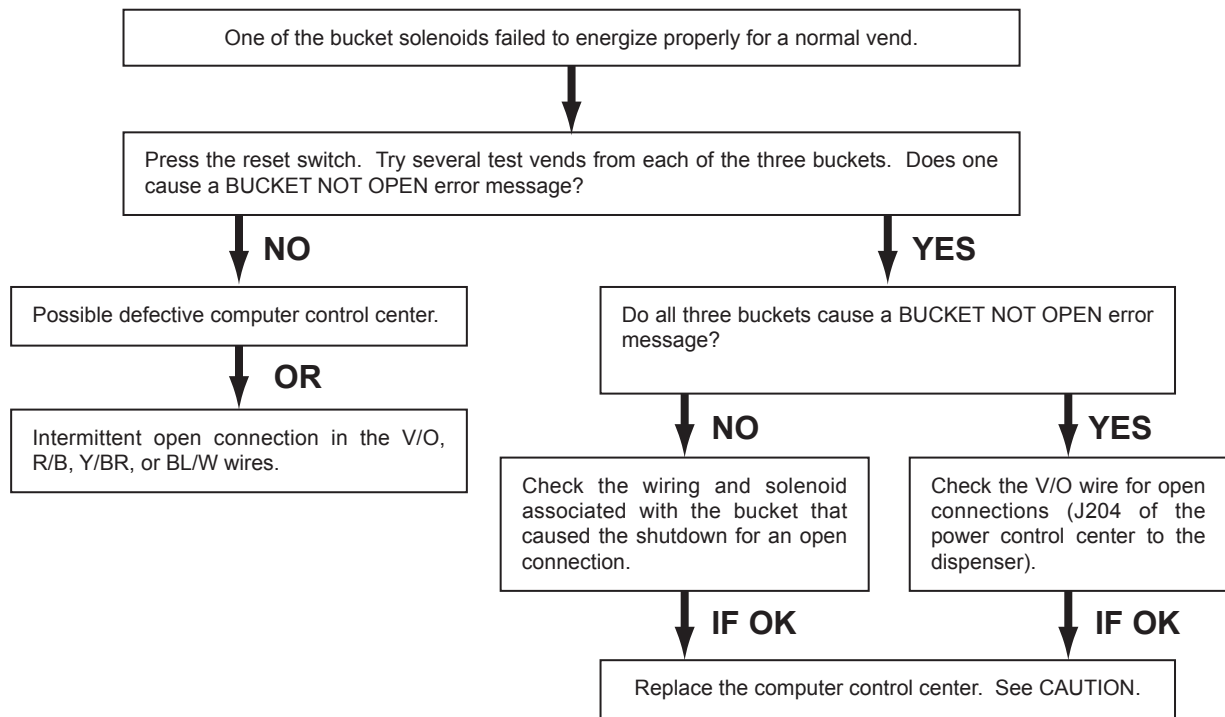 One of the bucket solenoids failed to energize properly for a normal vend.
Press the reset switch. Try several test vends from each of the three buckets. Does one
cause a BUCKET NOT OPEN error message?
NO
YES
Possible defective computer control center.
Do all three buckets cause a BUCKET NOT OPEN error
message?
OR
Intermittent open connection in the V/O,
R/B, Y/BR, or BL/W wires.
NO
YES
Check the wiring and solenoid
associated with the bucket that
caused the shutdown for an open
connection.
Check the V/O wire for open
connections (J204 of the
power control center to the
dispenser).
IF OK
IF OK
Replace the computer control center. See CAUTION.